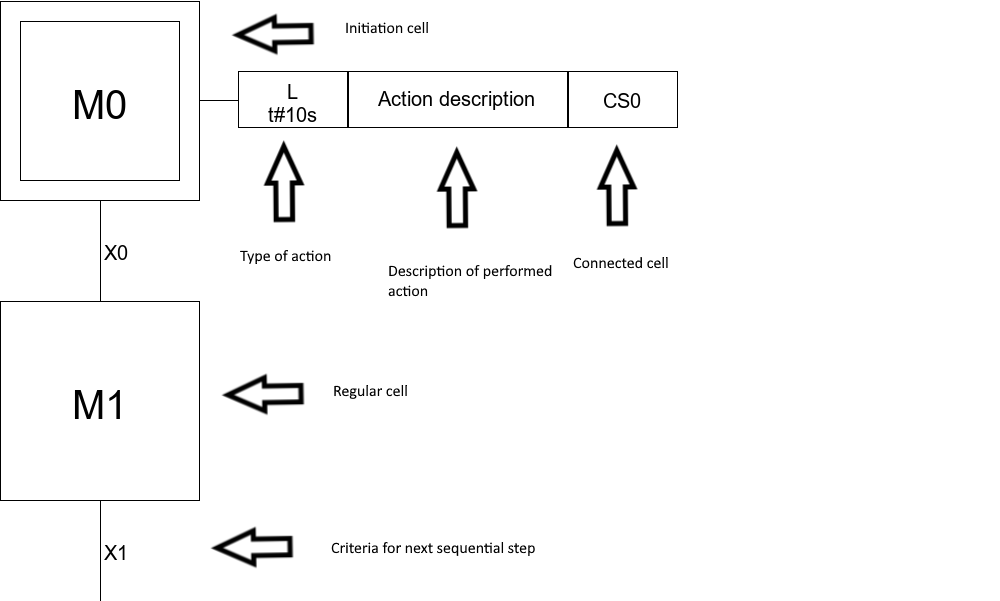 Initiation cell
M0
L
t#10s
Action description
CS0
X0
Type of action
Description of performed
action
Connected cell
M1
Regular cell
X1
Criteria for next sequential step